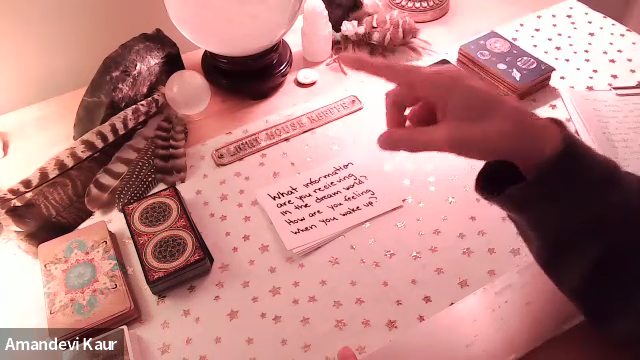 LIGHT HOUSE KEEPER
What information
are you recieving
in the dream world?
How are you feeling
when you wake up?
Amandevi Kaur